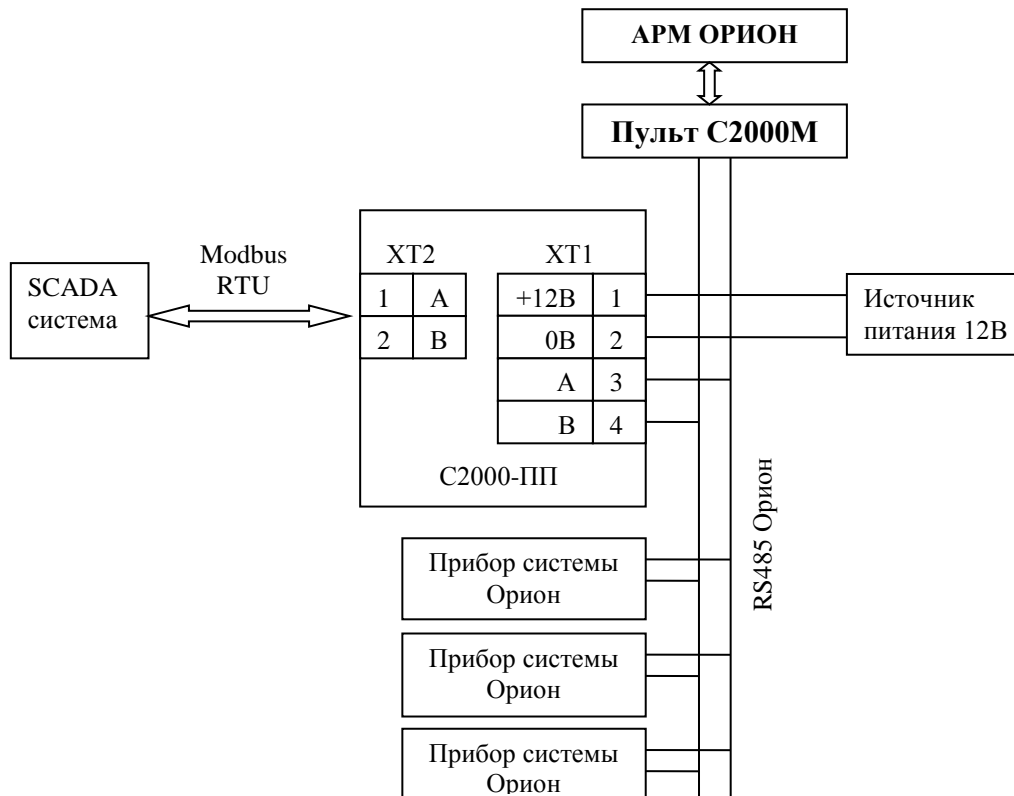 АРМ ОРИОН
Пульт С2000М
Modbus
RTU
SCADA
система
XT2
1 A
2 B
XT1
+12В 1
0В 2
A 3
B 4
С2000-ПП
Источник
питания 12В
RS485 Орион
Прибор системы
Орион
Прибор системы
Орион
Прибор системы
Орион